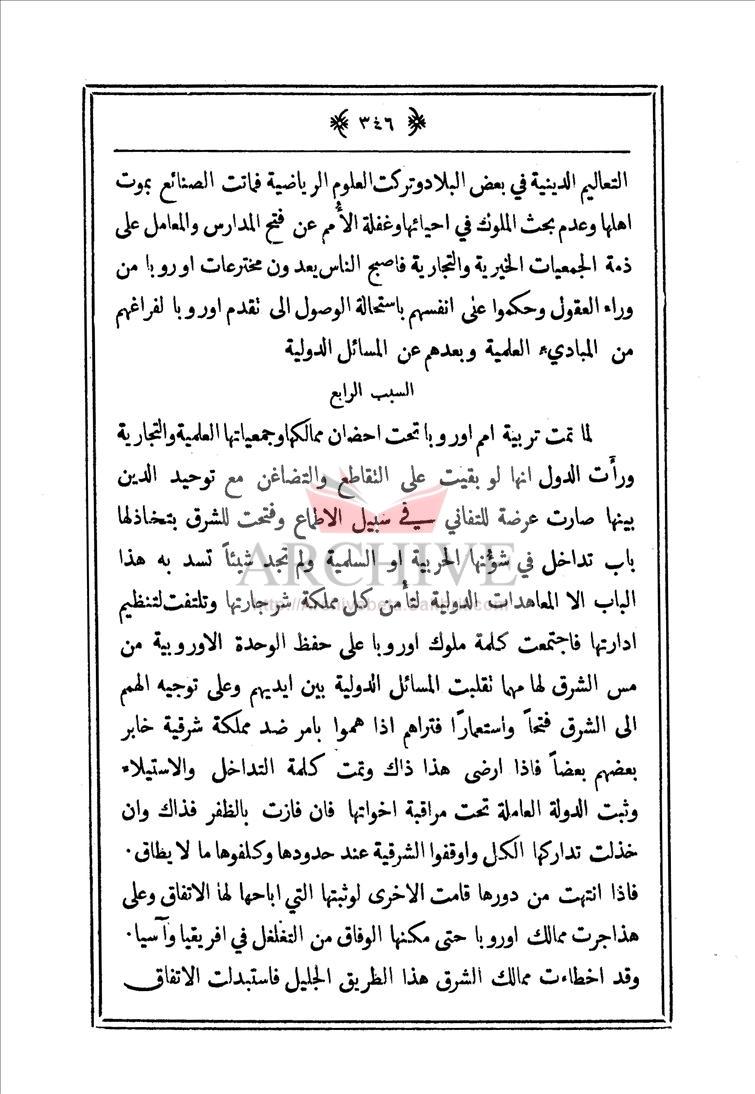 ﴿ ٣٤٦ ﴾
التعاليم الدينية في بعض البلاد وتركت العلوم الرياضية فماتت الصنائع بموت
اهلها وعدم بحث الملوك في احيائها وغفلة الأمم عن فتح المدارس والمعامل على
ذمة الجمعيات الخيرية والتجارية فاصبح الناس يعدون مخترعات اوروبا من
وراء العقول وحكموا على انفسهم باستحالة الوصول الى تقدم اوروبا لفراغهم
من المبادئ العلمية وبعدهم عن المسائل الدولية
السبب الرابع
لما تمت تربية امم اوروبا تحت احضان ممالكها وجمعياتها العلمية والتجارية
ورأت الدول انها لو بقيت على التقاطع والتضاغن مع توحيد الدين
بينها صارت عرضة للتفاني في سبيل الاطماع وفتحت للشرق بتخاذلها
باب تداخل في شؤنها الحربية او السلمية ولم تجد شيئاً تسد به هذا
الباب الا المعاهدات الدولية لتأمن كل مملكة شر جارتها وتلتفت لتنظيم
ادارتها فاجتمعت كلمة ملوك اوروبا على حفظ الوحدة الاوروبية من
مس الشرق لها مهما تقلبت المسائل الدولية بين ايديهم وعلى توجيه الهمم
الى الشرق فتحاً واستعمارًا فتراهم اذا هموا بامر ضد مملكة شرقية خابر
بعضهم بعضاً فاذا ارضى هذا ذاك وتمت كلمة التداخل والاستيلاء
وثبت الدولة العاملة تحت مراقبة اخواتها فان فازت بالظفر فذاك وان
خذلت تداركها الكل واوقفوا الشرقية عند حدودها وكلفوها ما لا يطاق.
فاذا انتهت من دورها قامت الاخرى لوثبتها التي اباحها لها الاتفاق وعلى
هذا جرت ممالك اوروبا حتى مكنها الوفاق من التغلغل في افريقيا وآسيا.
وقد اخطاءت ممالك الشرق هذا الطريق الجليل فاستبدلت الاتفاق
ARCHIVE